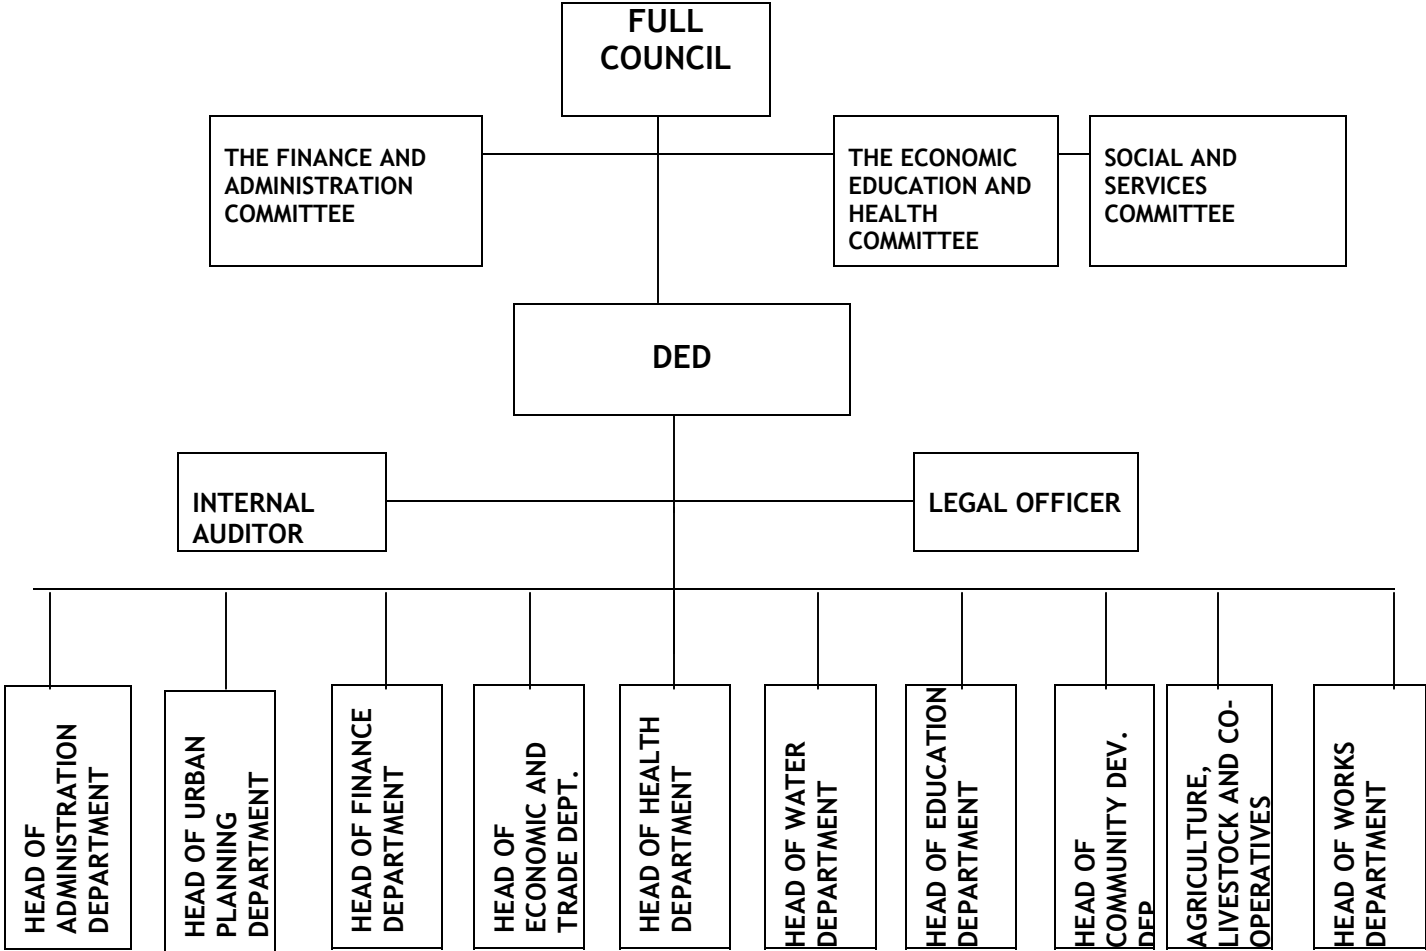 FULL
COUNCIL
THE FINANCE AND
ADMINISTRATION
COMMITTEE
THE ECONOMIC
EDUCATION AND
HEALTH
COMMITTEE
SOCIAL AND
SERVICES
COMMITTEE
DED
INTERNAL
AUDITOR
LEGAL OFFICER
HEAD OF
ADMINISTRATION
DEPARTMENT
HEAD OF URBAN
PLANNING
DEPARTMENT
HEAD OF FINANCE
DEPARTMENT
HEAD OF
ECONOMIC AND
TRADE DEPT.
HEAD OF HEALTH
DEPARTMENT
HEAD OF WATER
DEPARTMENT
HEAD OF EDUCATION
DEPARTMENT
HEAD OF
COMMUNITY DEV.
DEP
AGRICULTURE,
LIVESTOCK AND CO-
OPERATIVES
HEAD OF WORKS
DEPARTMENT